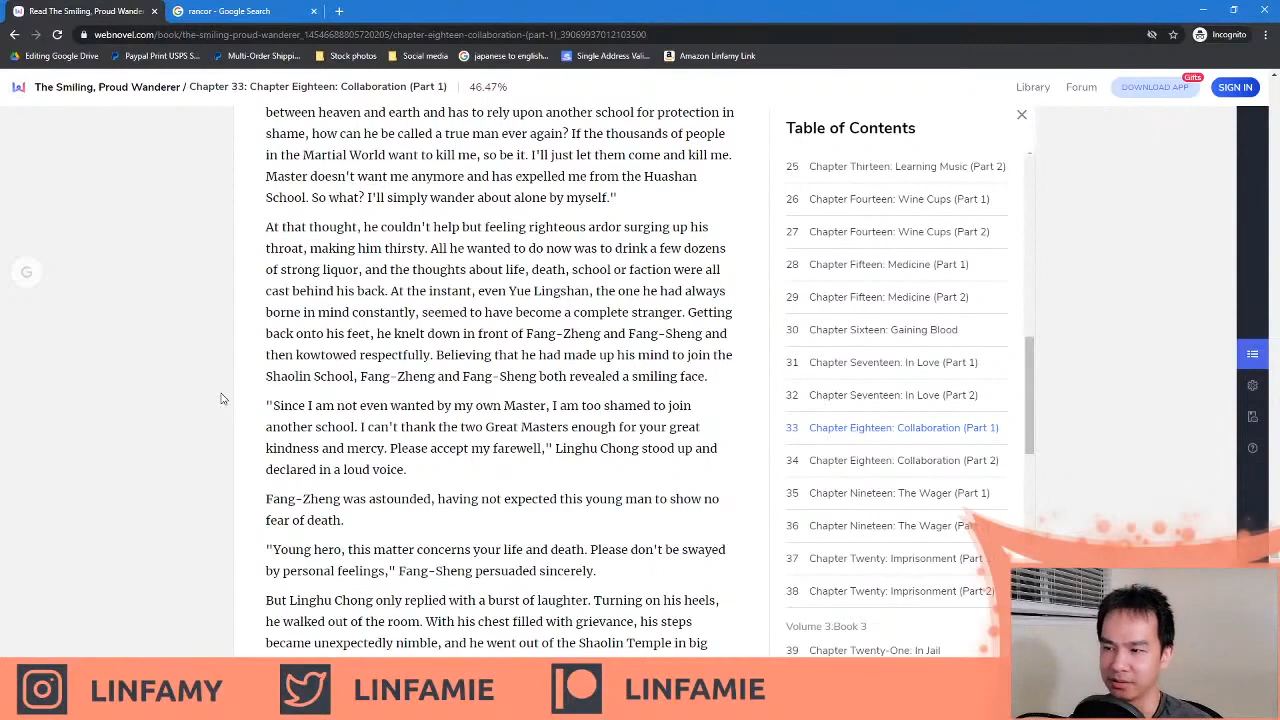 Read The Smiling, Proud Wander
rancor - Google Search
webnovel.com/book/the-smiling-proud-wanderer_14546688805720205/chapter-eighteen-collaboration-(part-1)_39069937012103500
Incognito
Editing Google Drive
Paypal Print USPS S...
Multi-Order Shippi...
Stock photos
Social media
japanese to english...
Single Address Vali...
Amazon Linfamy Link
The Smiling, Proud Wanderer / Chapter 33: Chapter Eighteen: Collaboration (Part 1)
46.47%
Library
Forum
DOWNLOAD APP
Gifts
SIGN IN
between heaven and earth and has to rely upon another school for protection in
shame, how can he be called a true man ever again? If the thousands of people
in the Martial World want to kill me, so be it. I'll just let them come and kill me.
Master doesn't want me anymore and has expelled me from the Huashan
School. So what? I'll simply wander about alone by myself."
At that thought, he couldn't help but feeling righteous ardor surging up his
throat, making him thirsty. All he wanted to do now was to drink a few dozens
of strong liquor, and the thoughts about life, death, school or faction were all
cast behind his back. At the instant, even Yue Lingshan, the one he had always
borne in mind constantly, seemed to have become a complete stranger. Getting
back onto his feet, he knelt down in front of Fang-Zheng and Fang-Sheng and
then kowtowed respectfully. Believing that he had made up his mind to join the
Shaolin School, Fang-Zheng and Fang-Sheng both revealed a smiling face.
"Since I am not even wanted by my own Master, I am too shamed to join
another school. I can't thank the two Great Masters enough for your great
kindness and mercy. Please accept my farewell," Linghu Chong stood up and
declared in a loud voice.
Fang-Zheng was astounded, having not expected this young man to show no
fear of death.
"Young hero, this matter concerns your life and death. Please don't be swayed
by personal feelings," Fang-Sheng persuaded sincerely.
But Linghu Chong only replied with a burst of laughter. Turning on his heels,
he walked out of the room. With his chest filled with grievance, his steps
became unexpectedly nimble, and he went out of the Shaolin Temple in big
G
Table of Contents
25 Chapter Thirteen: Learning Music (Part 2)
26 Chapter Fourteen: Wine Cups (Part 1)
27 Chapter Fourteen: Wine Cups (Part 2)
28 Chapter Fifteen: Medicine (Part 1)
29 Chapter Fifteen: Medicine (Part 2)
30 Chapter Sixteen: Gaining Blood
31 Chapter Seventeen: In Love (Part 1)
32 Chapter Seventeen: In Love (Part 2)
33 Chapter Eighteen: Collaboration (Part 1)
34 Chapter Eighteen: Collaboration (Part 2)
35 Chapter Nineteen: The Wager (Part 1)
36 Chapter Nineteen: The Wager (Part
37 Chapter Twenty: Imprisonment (Part
38 Chapter Twenty: Imprisonment (Part 2)
Volume 3.Book 3
39 Chapter Twenty-One: In Jail
LINFAMY
LINFAMIE
LINFAMIE